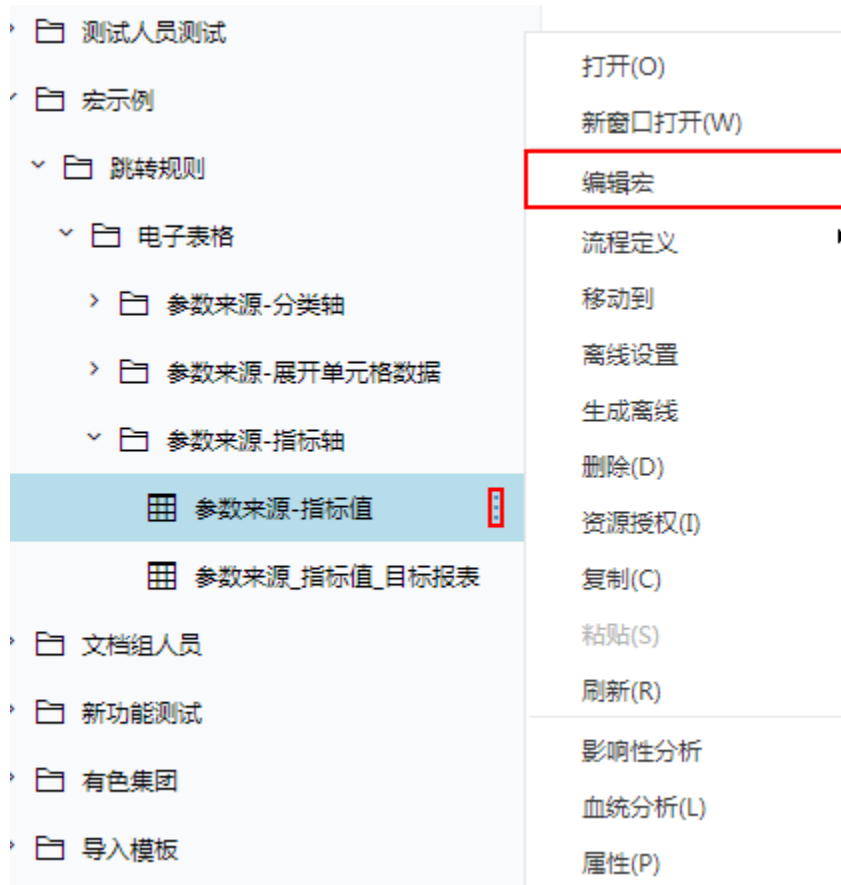 测试人员测试
宏示例
跳转规则
电子表格
参数来源-分类轴
参数来源-展开单元格数据
参数来源-指标轴
参数来源-指标值
参数来源_指标值_目标报表
文档组人员
新功能测试
有色集团
导入模板
打开(O)
新窗口打开(W)
编辑宏
流程定义
移动到
离线设置
生成离线
删除(D)
资源授权(I)
复制(C)
粘贴(S)
刷新(R)
影响性分析
血统分析(L)
属性(P)